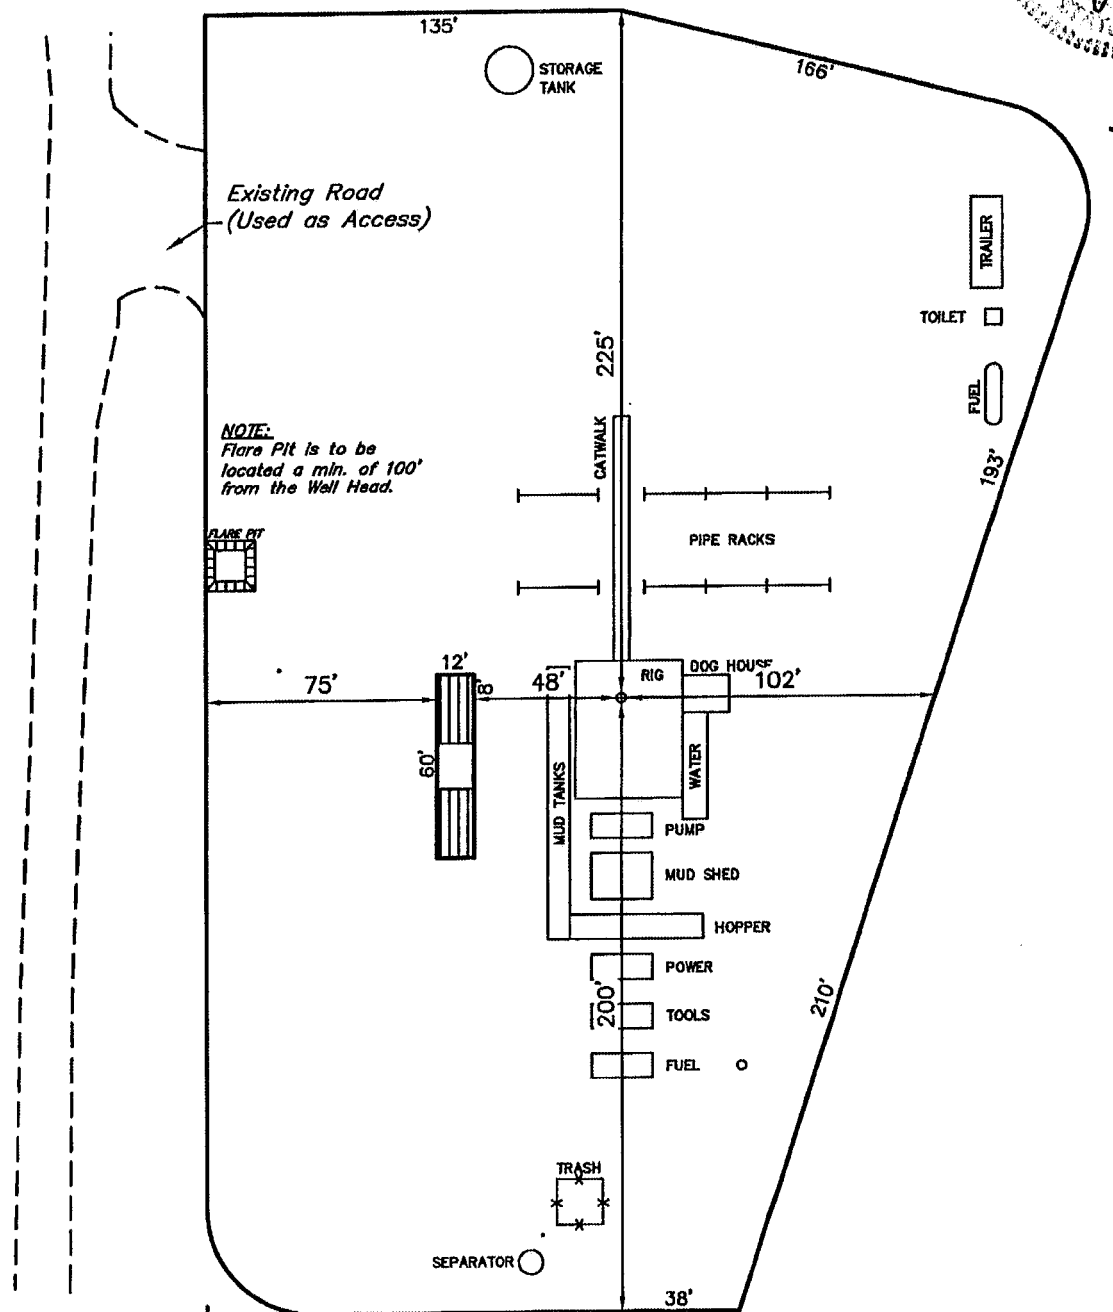 135'
166'
STORAGE
TANK
Existing Road
(Used as Access)
TRAILER
TOILET
FUEL
225'
193'
CATWALK
NOTE:
Flare Pit is to be
located a min. of 100'
from the Well Head.
FLARE PIT
PIPE RACKS
12'
8'
75'
48'
RIG
DOG HOUSE
102'
60'
MUD TANKS
WATER
PUMP
MUD SHED
HOPPER
POWER
200'
TOOLS
210'
FUEL
TRASH
SEPARATOR
38'